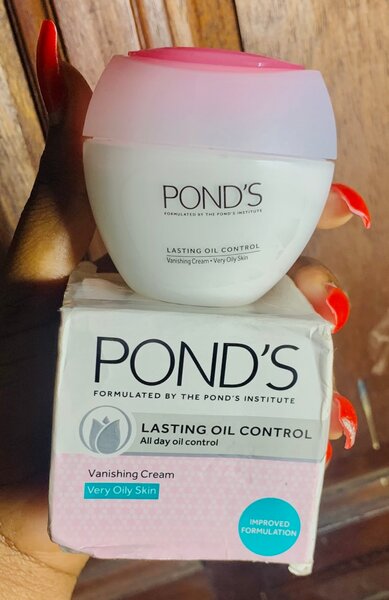 POND'S
FORMULATED BY THE POND'S INSTITUTE
LASTING OIL CONTROL
Vanishing Cream • Very Oily Skin
POND'S
FORMULATED BY THE POND'S INSTITUTE
LASTING OIL CONTROL
All day oil control
Vanishing Cream
Very Oily Skin
IMPROVED
FORMULATION